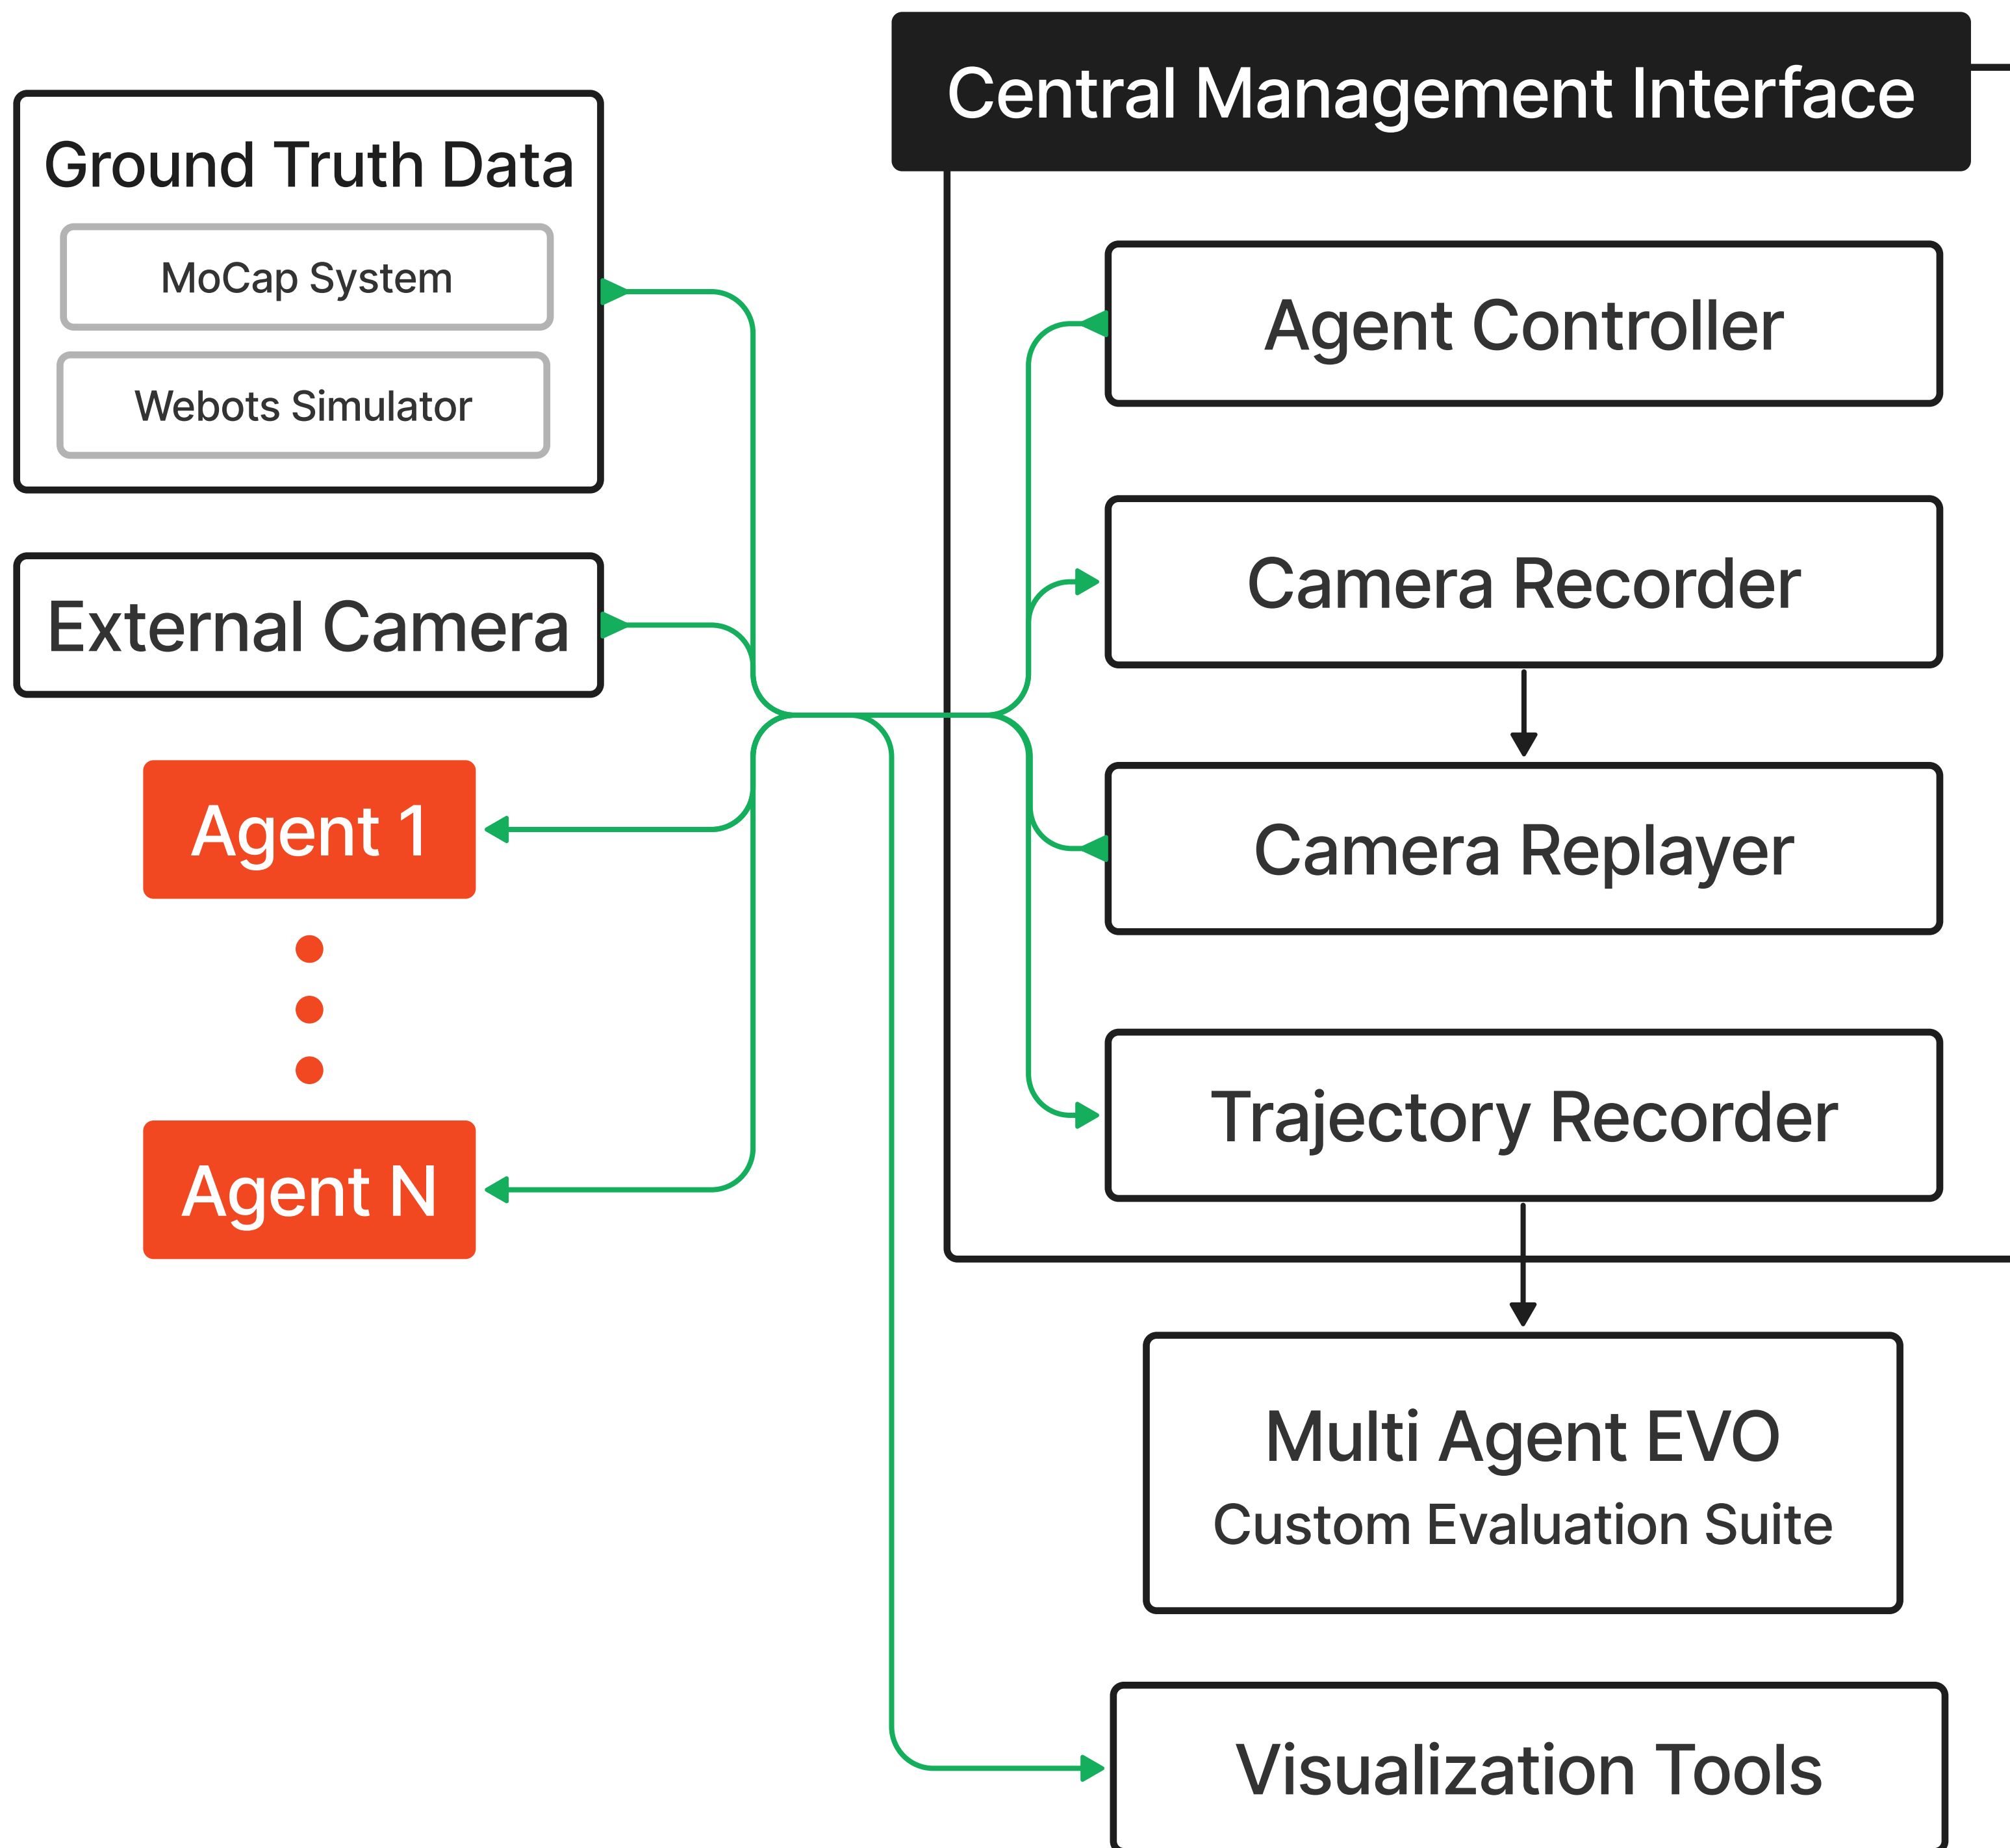 Central Management Interface
Ground Truth Data
MoCap System
Webots Simulator
External Camera
Agent 1
Agent N
Agent Controller
Camera Recorder
Camera Replayer
Trajectory Recorder
Multi Agent EVO
Custom Evaluation Suite
Visualization Tools